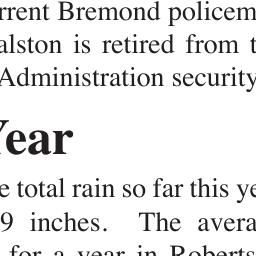 rrent Bremond policem
alston is retired from t
Administration security
Year
e total rain so far this ye
9 inches. The avera
for a year in Roberts